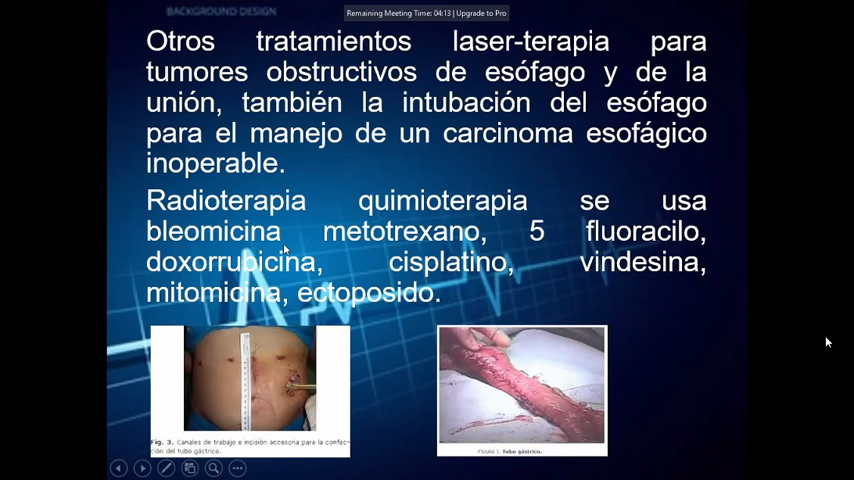 BACKGROUND DESIGN
Remaining Meeting Time: 04:13 | Upgrade to Pro
Otros tratamientos laser-terapia para
tumores obstructivos de esófago y de la
unión, también la intubación del esófago
para el manejo de un carcinoma esofágico
inoperable.
Radioterapia quimioterapia se usa
bleomicina metotrexano, 5 fluoracilo,
doxorrubicina, cisplatino, vindesina,
mitomicina, ectoposido.
Fig. 3. Canales de trabajo e incisión accesoria para la confec-
ción del tubo gástrico.
FIGURA 1. Tubo gástrico.